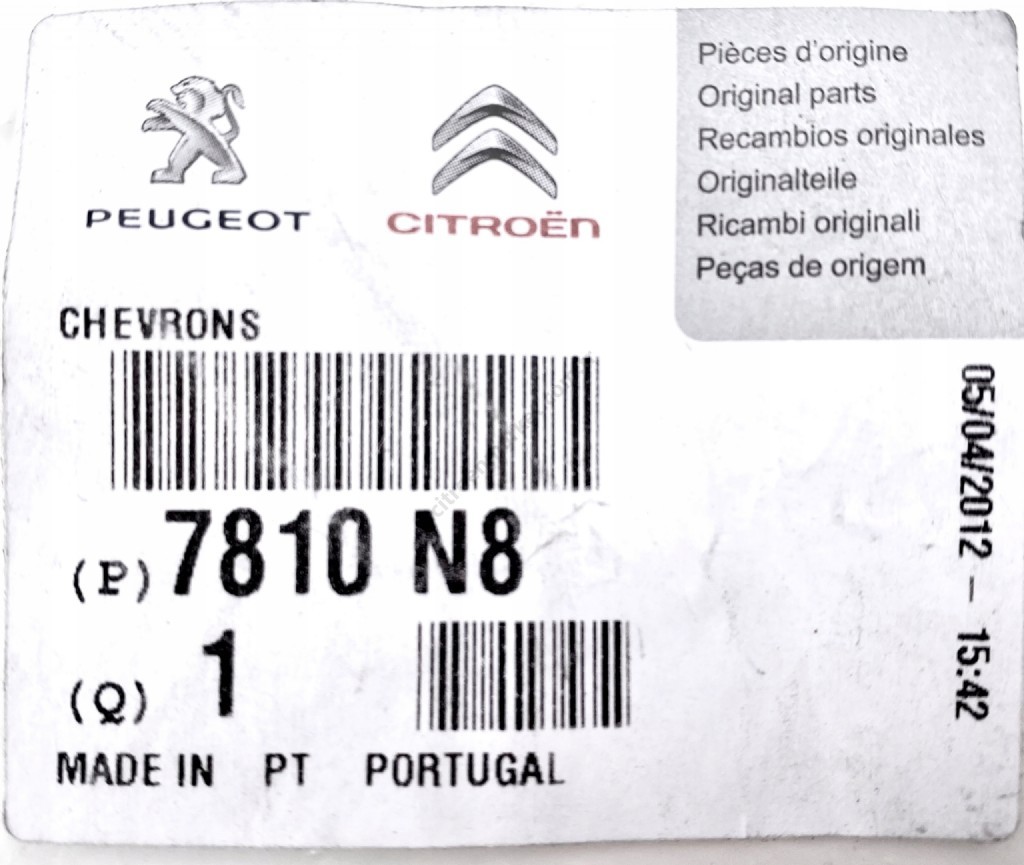 PEUGEOT
CITROËN
Pièces d'origine
Original parts
Recambios originales
Originalteile
Ricambi originali
Peças de origem
CHEVRONS
(P) 7810 N8
(Q) 1
MADE IN PT PORTUGAL
05/04/2012 - 15:42